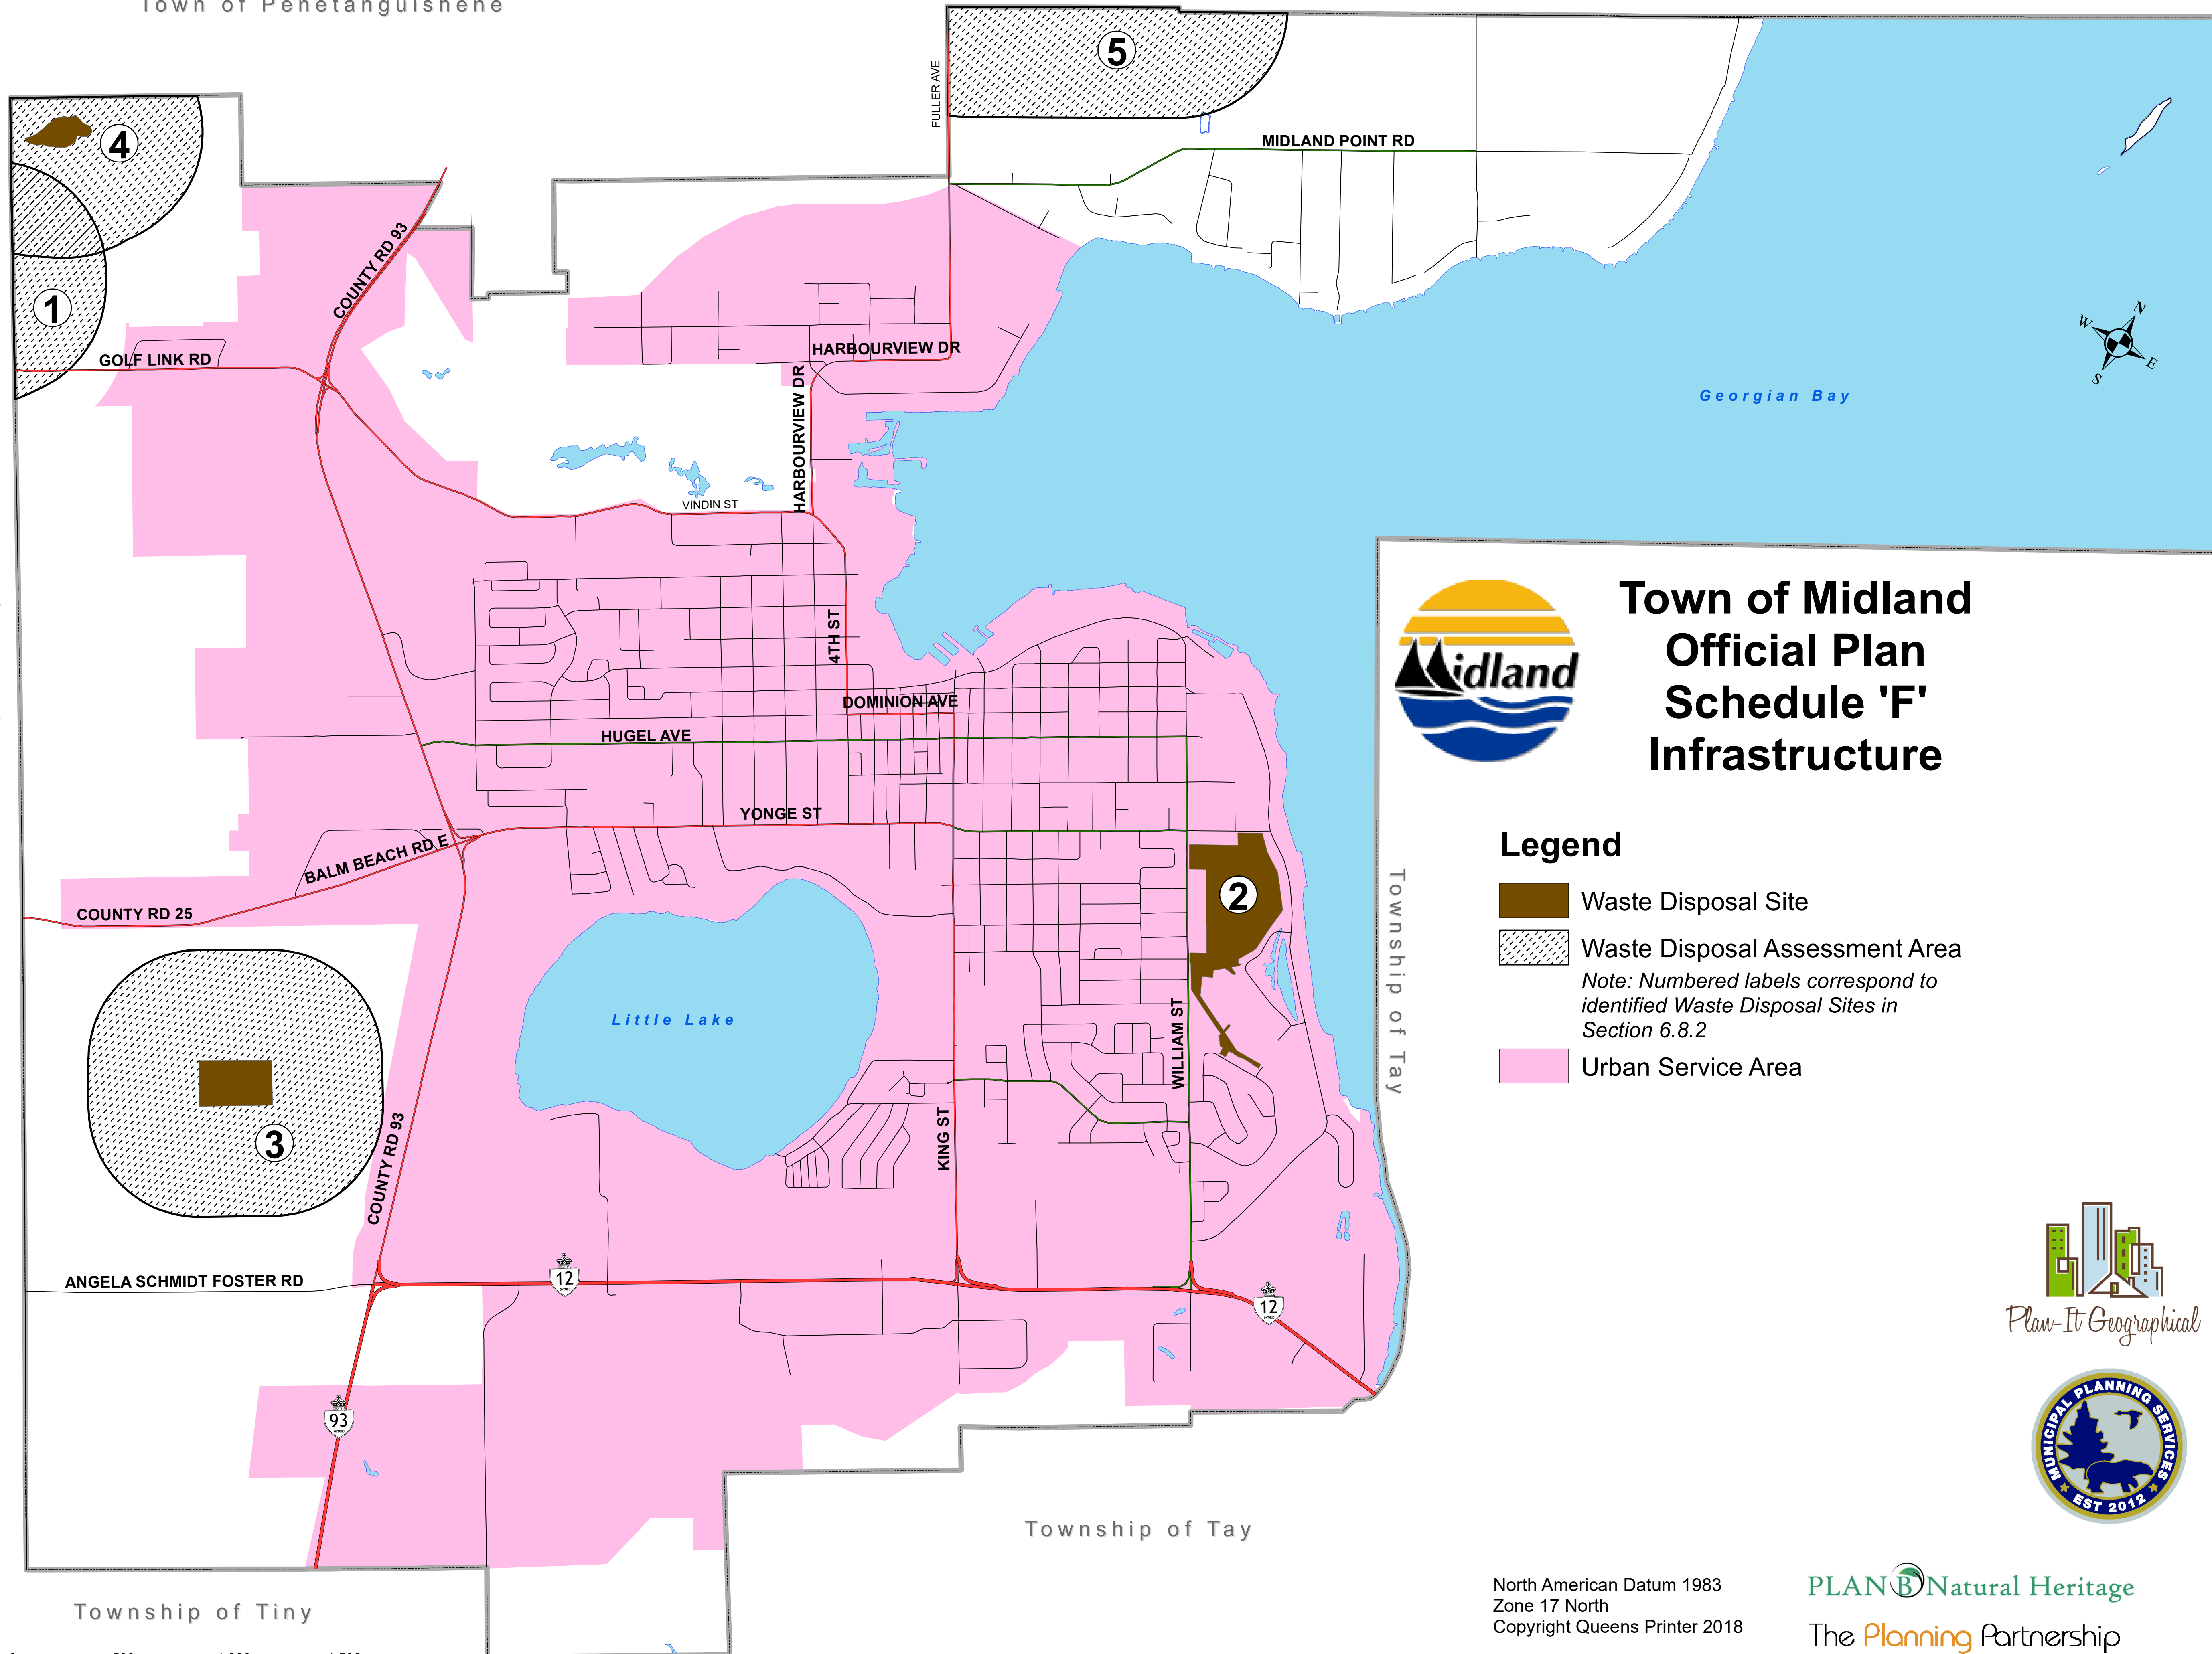 Town of Penetanguishene
5
FULLER AVE
4
MIDLAND POINT RD
COUNTY RD 93
1
N
W
E
S
GOLF LINK RD
HARBOURVIEW DR
HARBOURVIEW DR
Georgian Bay
VINDIN ST
4TH ST
DOMINION AVE
HUGEL AVE
YONGE ST
BALM BEACH RD E
COUNTY RD 25
2
Little Lake
WILLIAM ST
KING ST
3
COUNTY RD 93
ANGELA SCHMIDT FOSTER RD
12
12
93
Township of Tay
Township of Tay
Township of Tiny
Midland
Town of Midland
Official Plan
Schedule 'F'
Infrastructure
Legend
Waste Disposal Site
Waste Disposal Assessment Area
Note: Numbered labels correspond to
identified Waste Disposal Sites in
Section 6.8.2
Urban Service Area
Plan-It Geographical
MUNICIPAL PLANNING SERVICES
EST 2012
North American Datum 1983
Zone 17 North
Copyright Queens Printer 2018
PLAN B Natural Heritage
The Planning Partnership